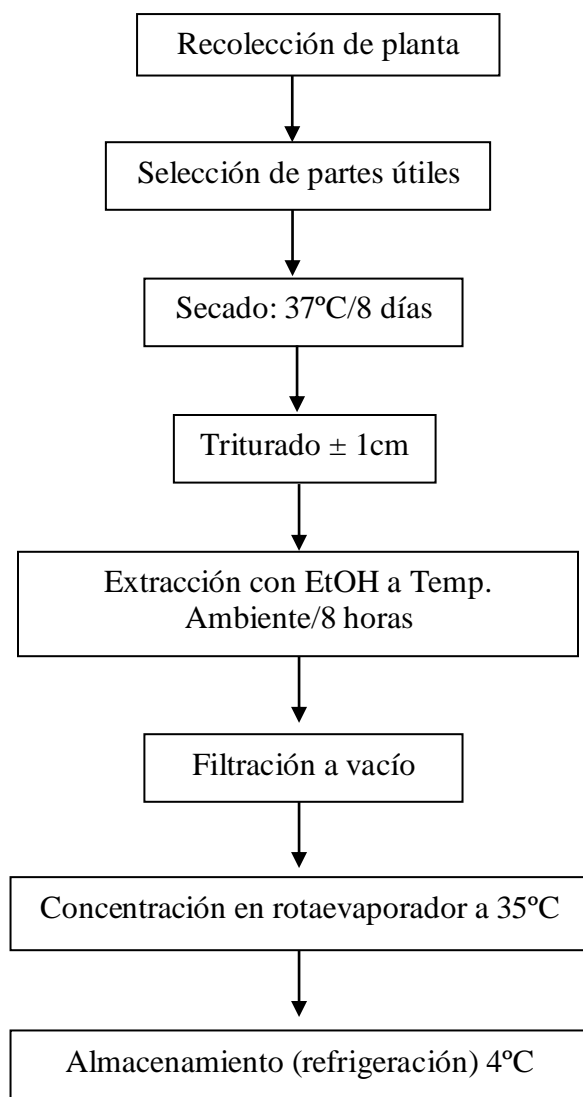 Recolección de planta
Selección de partes útiles
Secado: 37ºC/8 días
Triturado ± 1cm
Extracción con EtOH a Temp.
Ambiente/8 horas
Filtración a vacío
Concentración en rotaevaporador a 35ºC
Almacenamiento (refrigeración) 4ºC